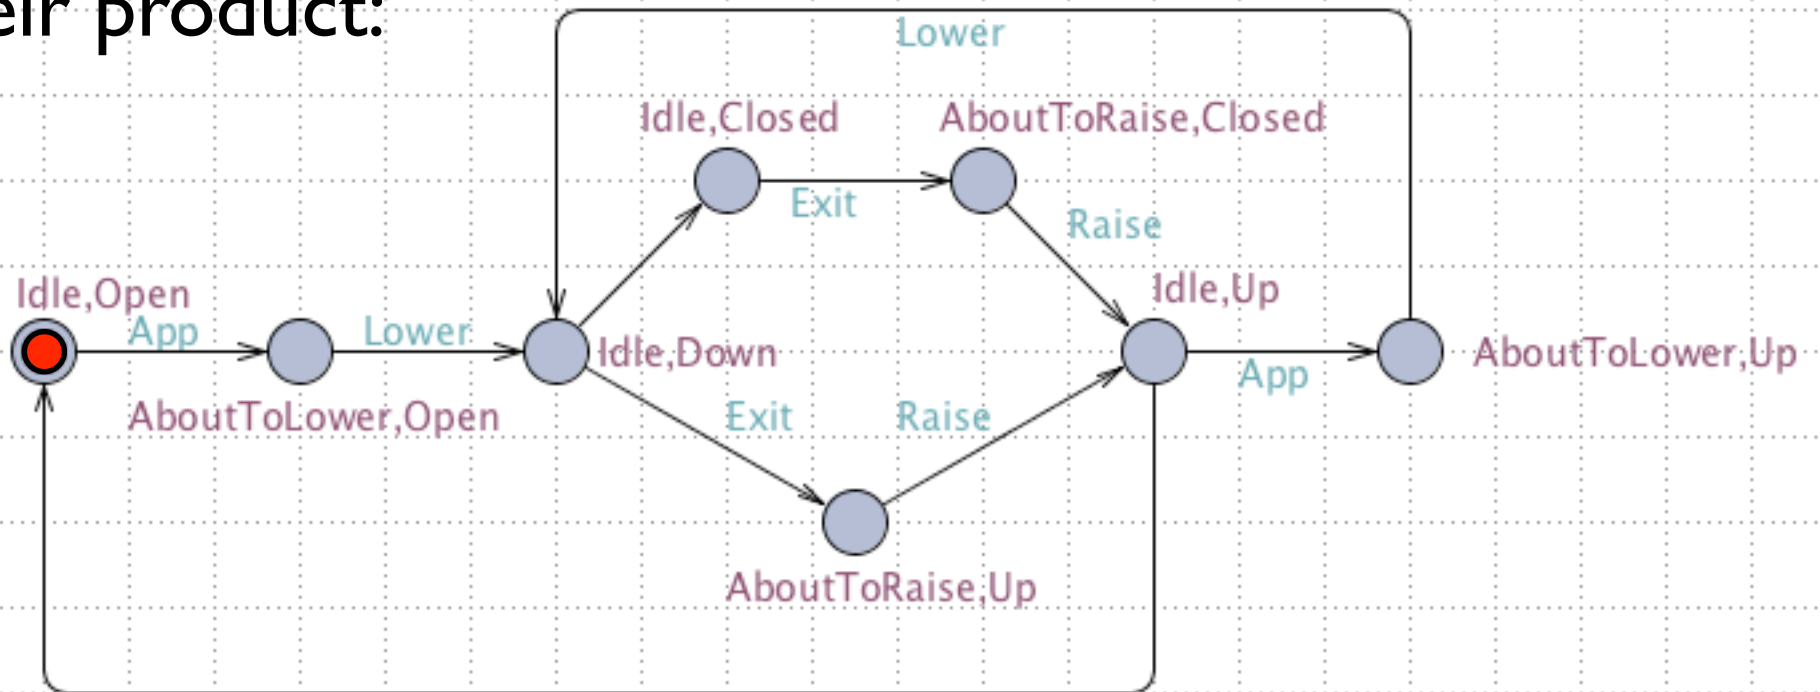 eir product:
Lower
Idle,Closed
AboutToRaise,Closed
Exit
Raise
Idle,Open
Idle,Up
App
Lower
Idle,Down
AboutToLower,Up
App
AboutToLower,Open
Exit
Raise
AboutToRaise,Up